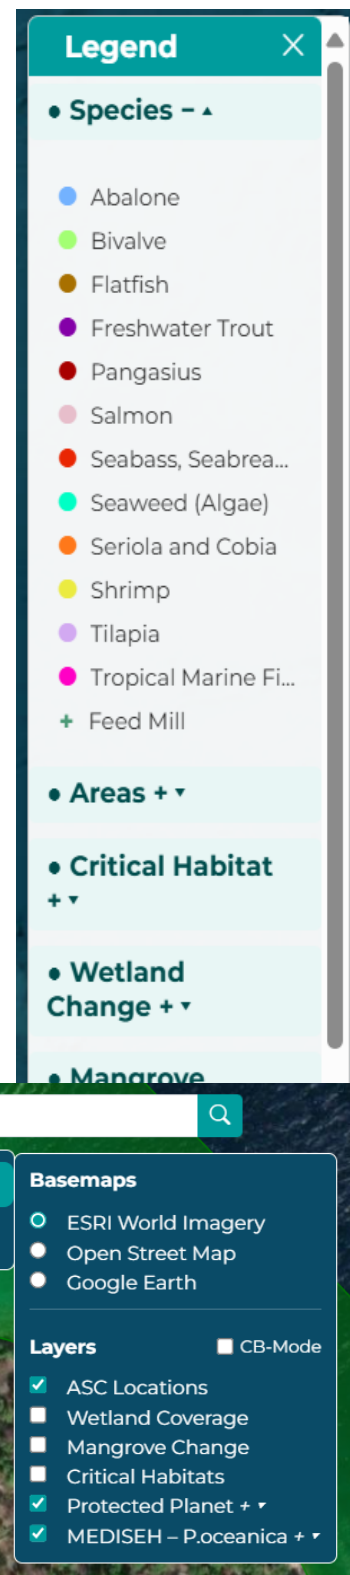 Legend
• Species − ▴
Abalone
Bivalve
Flatfish
Freshwater Trout
Pangasius
Salmon
Seabass, Seabrea...
Seaweed (Algae)
Seriola and Cobia
Shrimp
Tilapia
Tropical Marine Fi...
+ Feed Mill
• Areas + ▾
• Critical Habitat
+ ▾
• Wetland
Change + ▾
• Mangrove
Basemaps
ESRI World Imagery
Open Street Map
Google Earth
Layers CB-Mode
ASC Locations
Wetland Coverage
Mangrove Change
Critical Habitats
Protected Planet + ▾
MEDISEH – P.oceanica + ▾